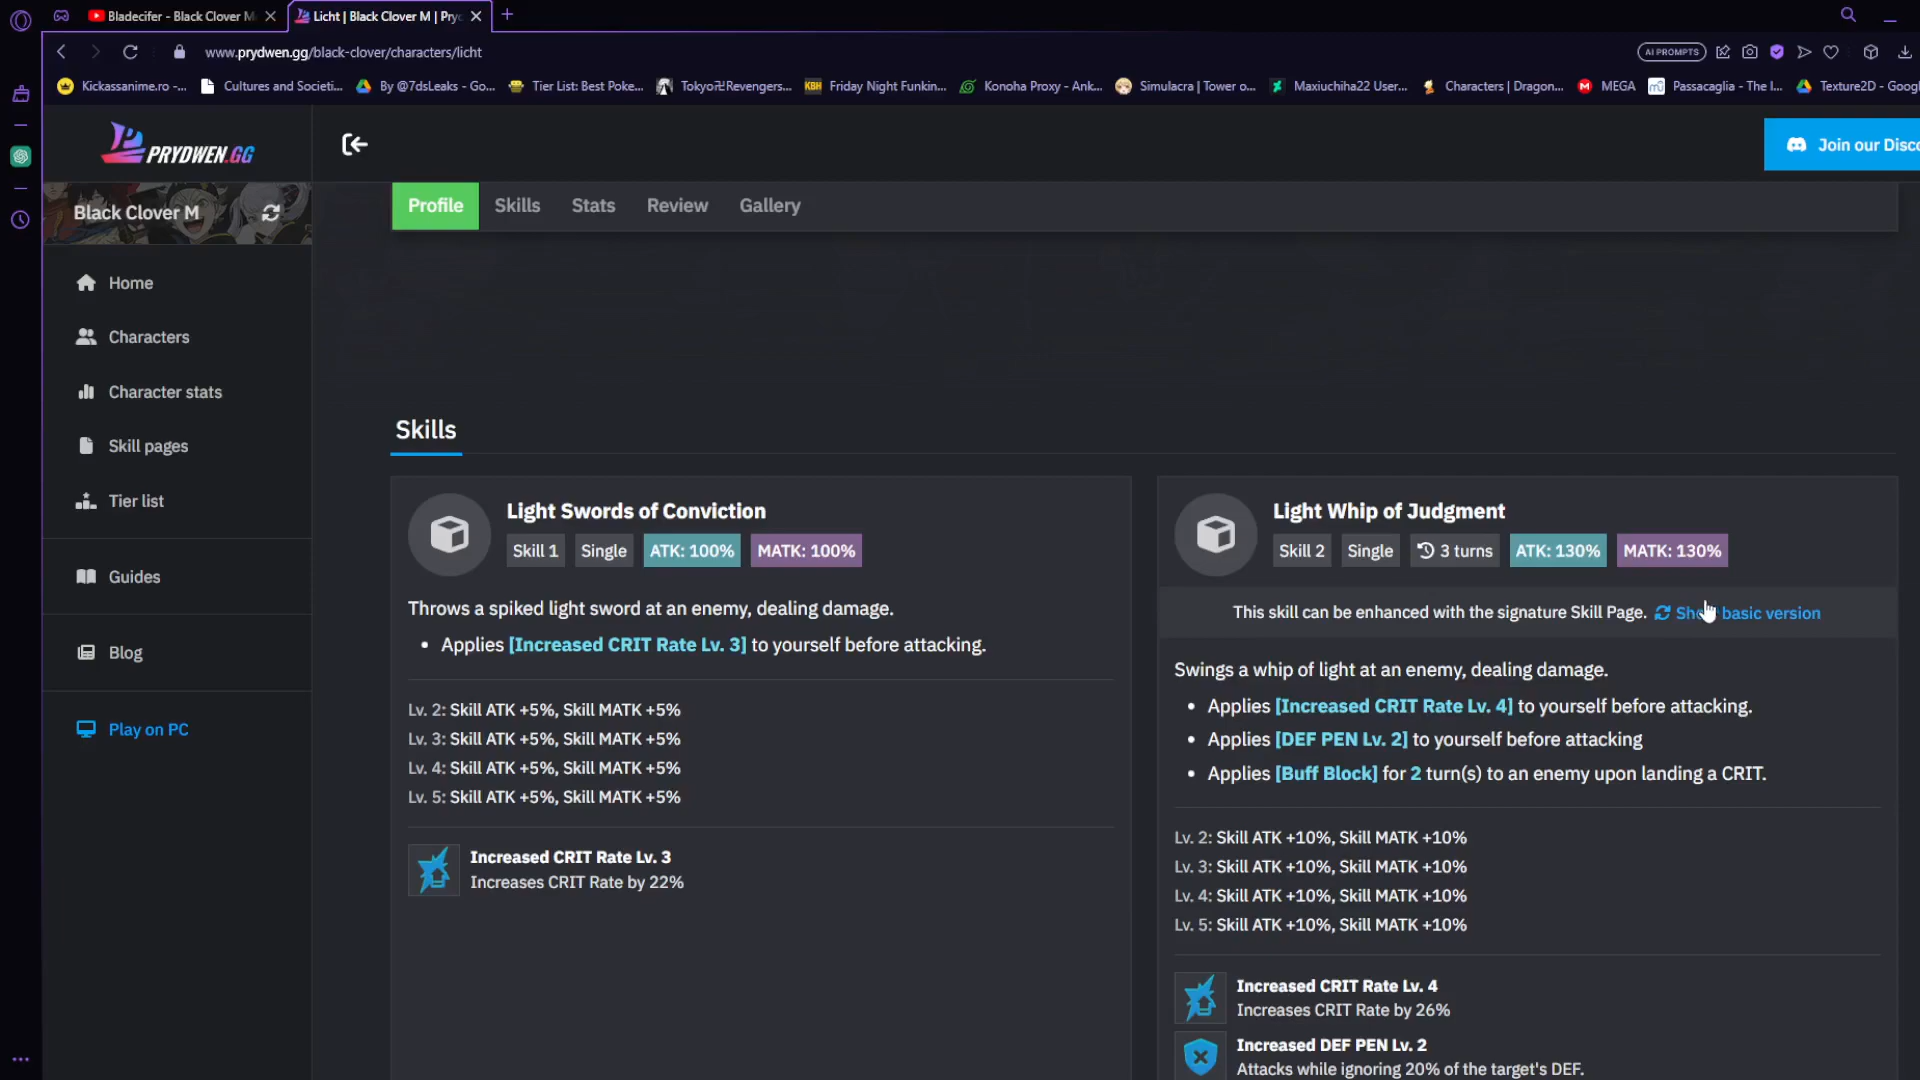 Bladecifer - Black Clover M
Licht | Black Clover M | Pryc
www.prydwen.gg/black-clover/characters/licht
AI PROMPTS
Kickassanime.ro -...
Cultures and Societi...
By @7dsLeaks - Go...
Tier List: Best Poke...
Tokyo卍Revengers...
KBH
Friday Night Funkin...
Konoha Proxy - Ank...
Simulacra | Tower o...
Maxiuchiha22 User...
Characters | Dragon...
MEGA
Passacaglia - The I...
Texture2D - Googl
PRYDWEN.GG
Join our Disco
Black Clover M
Profile
Skills
Stats
Review
Gallery
Home
Characters
Character stats
Skill pages
Tier list
Guides
Blog
Play on PC
Skills
Light Swords of Conviction
Skill 1
Single
ATK: 100%
MATK: 100%
Throws a spiked light sword at an enemy, dealing damage.
• Applies [Increased CRIT Rate Lv. 3] to yourself before attacking.
Lv. 2: Skill ATK +5%, Skill MATK +5%
Lv. 3: Skill ATK +5%, Skill MATK +5%
Lv. 4: Skill ATK +5%, Skill MATK +5%
Lv. 5: Skill ATK +5%, Skill MATK +5%
Increased CRIT Rate Lv. 3
Increases CRIT Rate by 22%
Light Whip of Judgment
Skill 2
Single
3 turns
ATK: 130%
MATK: 130%
This skill can be enhanced with the signature Skill Page. Show basic version
Swings a whip of light at an enemy, dealing damage.
• Applies [Increased CRIT Rate Lv. 4] to yourself before attacking.
• Applies [DEF PEN Lv. 2] to yourself before attacking
• Applies [Buff Block] for 2 turn(s) to an enemy upon landing a CRIT.
Lv. 2: Skill ATK +10%, Skill MATK +10%
Lv. 3: Skill ATK +10%, Skill MATK +10%
Lv. 4: Skill ATK +10%, Skill MATK +10%
Lv. 5: Skill ATK +10%, Skill MATK +10%
Increased CRIT Rate Lv. 4
Increases CRIT Rate by 26%
Increased DEF PEN Lv. 2
Attacks while ignoring 20% of the target's DEF.